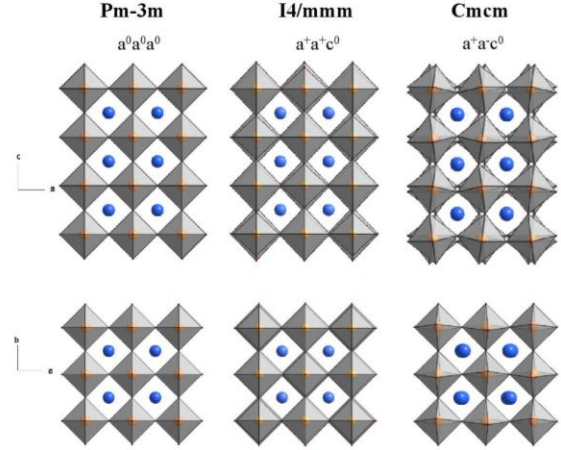 Pm-3m I4/mmm Cmcm
a⁰a⁰a⁰ a⁺a⁺c⁰ a⁺a⁻c⁰
c
a
b
a